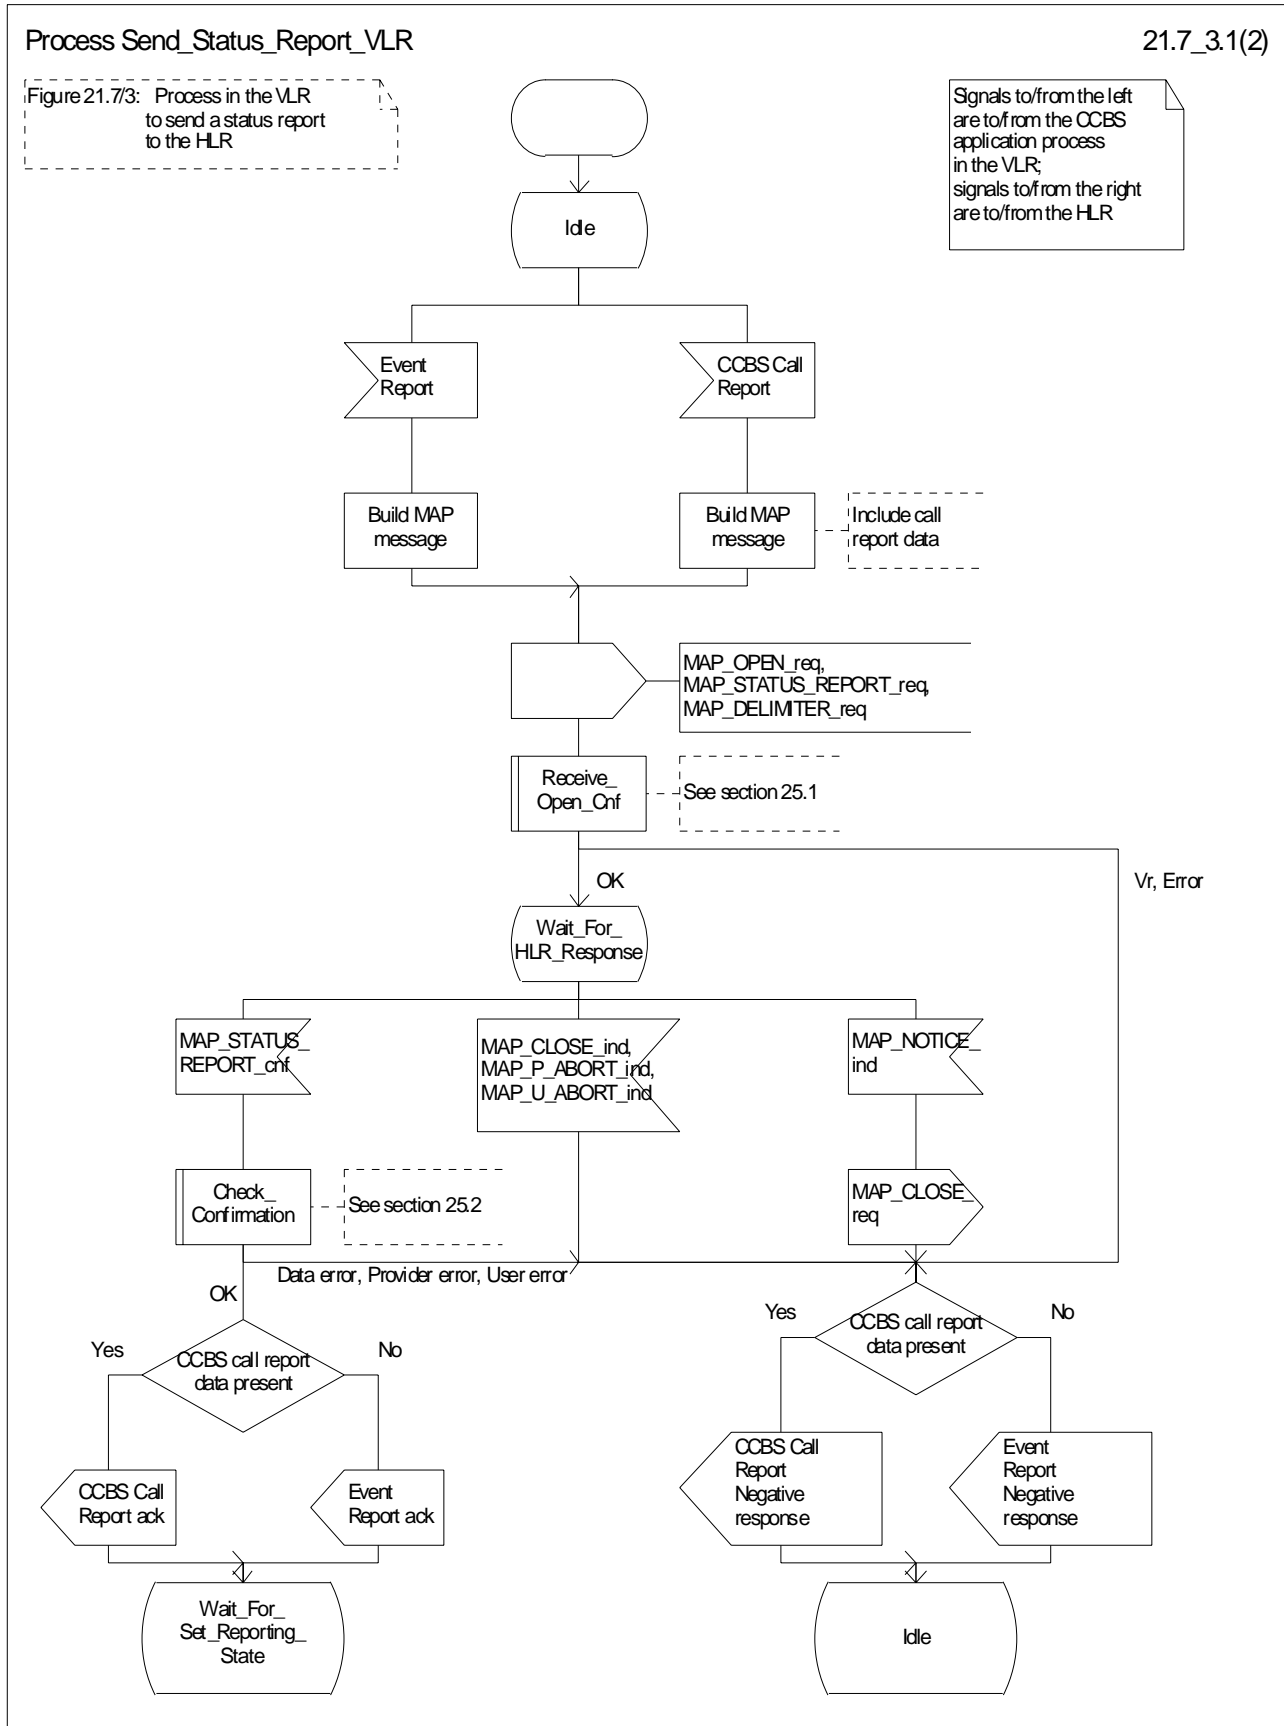 Process Send_Status_Report_VLR
21.7_3.1(2)
Figure 21.7/3: Process in the VLR
to send a status report
to the HLR
Signals to/from the left
are to/from the CCBS
application process
in the VLR;
signals to/from the right
are to/from the HLR
Idle
Event
Report
CCBS Call
Report
Build MAP
message
Build MAP
message
Include call
report data
MAP_OPEN_req,
MAP_STATUS_REPORT_req,
MAP_DELIMITER_req
Receive_
Open_Cnf
See section 25.1
OK
Vr, Error
Wait_For_
HLR_Response
MAP_STATUS_
REPORT_cnf
MAP_CLOSE_ind,
MAP_P_ABORT_ind,
MAP_U_ABORT_ind
MAP_NOTICE_
ind
Check_
Confirmation
See section 25.2
MAP_CLOSE_
req
Data error, Provider error, User error
OK
Yes
CCBS call report
data present
No
Yes
CCBS call report
data present
No
CCBS Call
Report ack
Event
Report ack
CCBS Call
Report
Negative
response
Event
Report
Negative
response
Wait_For_
Set_Reporting_
State
Idle